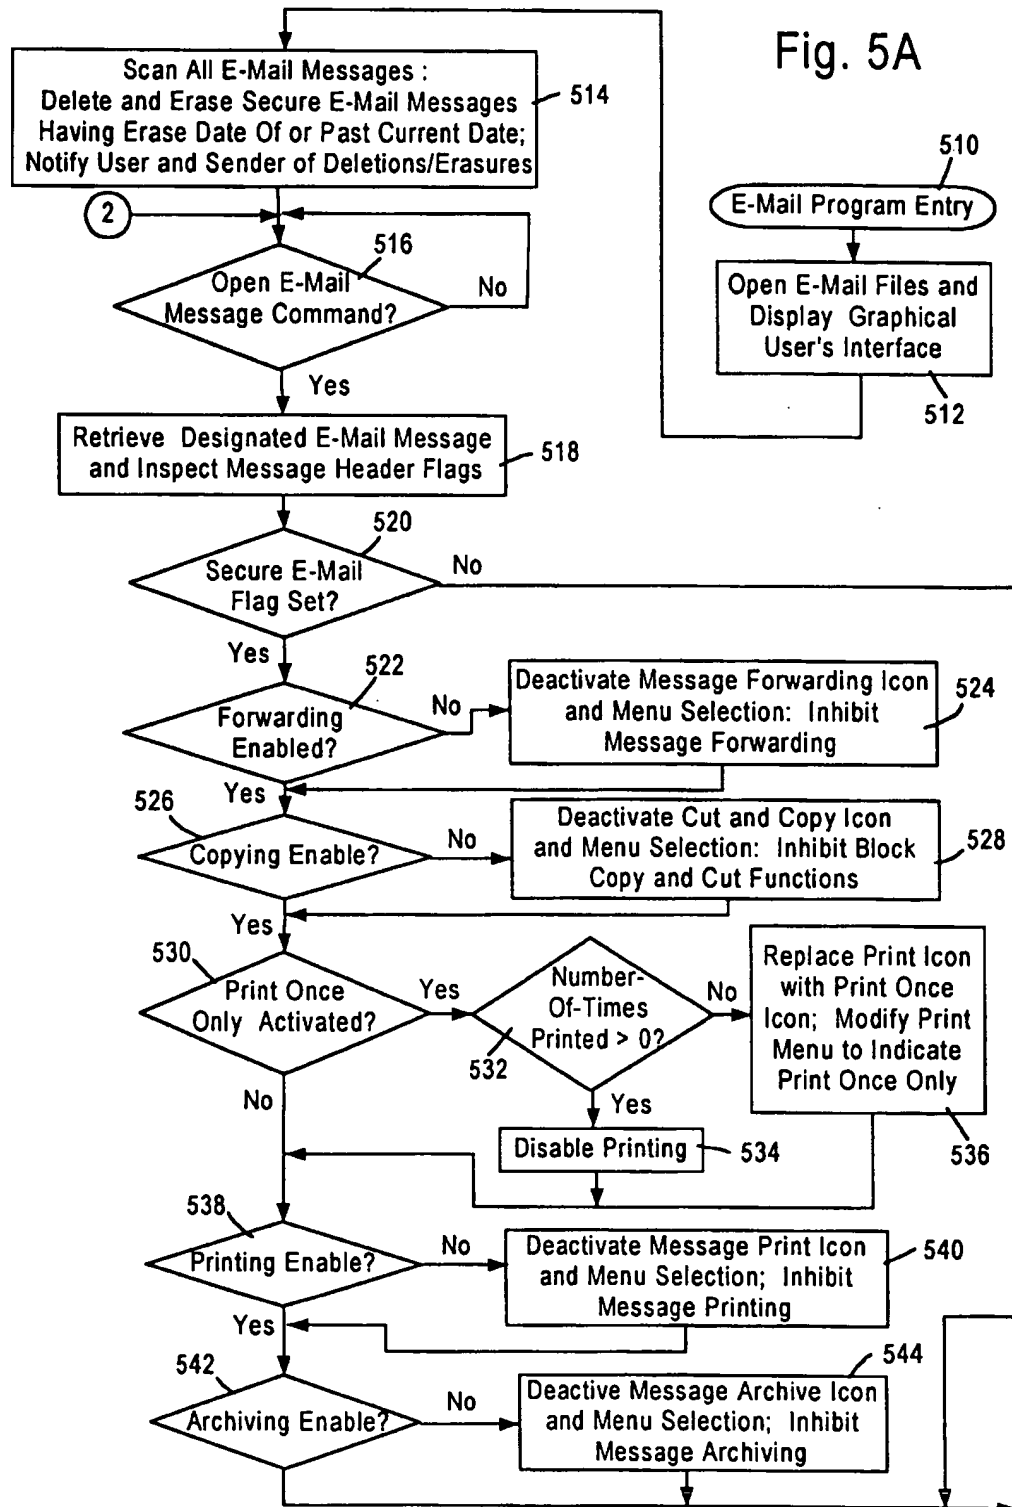 Fig. 5A
510
E-Mail Program Entry
Open E-Mail Files and
Display Graphical
User's Interface
512
Scan All E-Mail Messages :
Delete and Erase Secure E-Mail Messages
Having Erase Date Of or Past Current Date;
Notify User and Sender of Deletions/Erasures
514
2
516
Open E-Mail
Message Command?
No
Yes
Retrieve Designated E-Mail Message
and Inspect Message Header Flags
518
520
Secure E-Mail
Flag Set?
No
Yes
522
Forwarding
Enabled?
No
Deactivate Message Forwarding Icon
and Menu Selection: Inhibit
Message Forwarding
524
Yes
526
Copying Enable?
No
Deactivate Cut and Copy Icon
and Menu Selection: Inhibit Block
Copy and Cut Functions
528
Yes
530
Print Once
Only Activated?
Yes
Number-
Of-Times
Printed > 0?
532
No
Replace Print Icon
with Print Once
Icon; Modify Print
Menu to Indicate
Print Once Only
536
Yes
Disable Printing
534
No
538
Printing Enable?
No
Deactivate Message Print Icon
and Menu Selection; Inhibit
Message Printing
540
Yes
542
Archiving Enable?
No
Deactive Message Archive Icon
and Menu Selection; Inhibit
Message Archiving
544